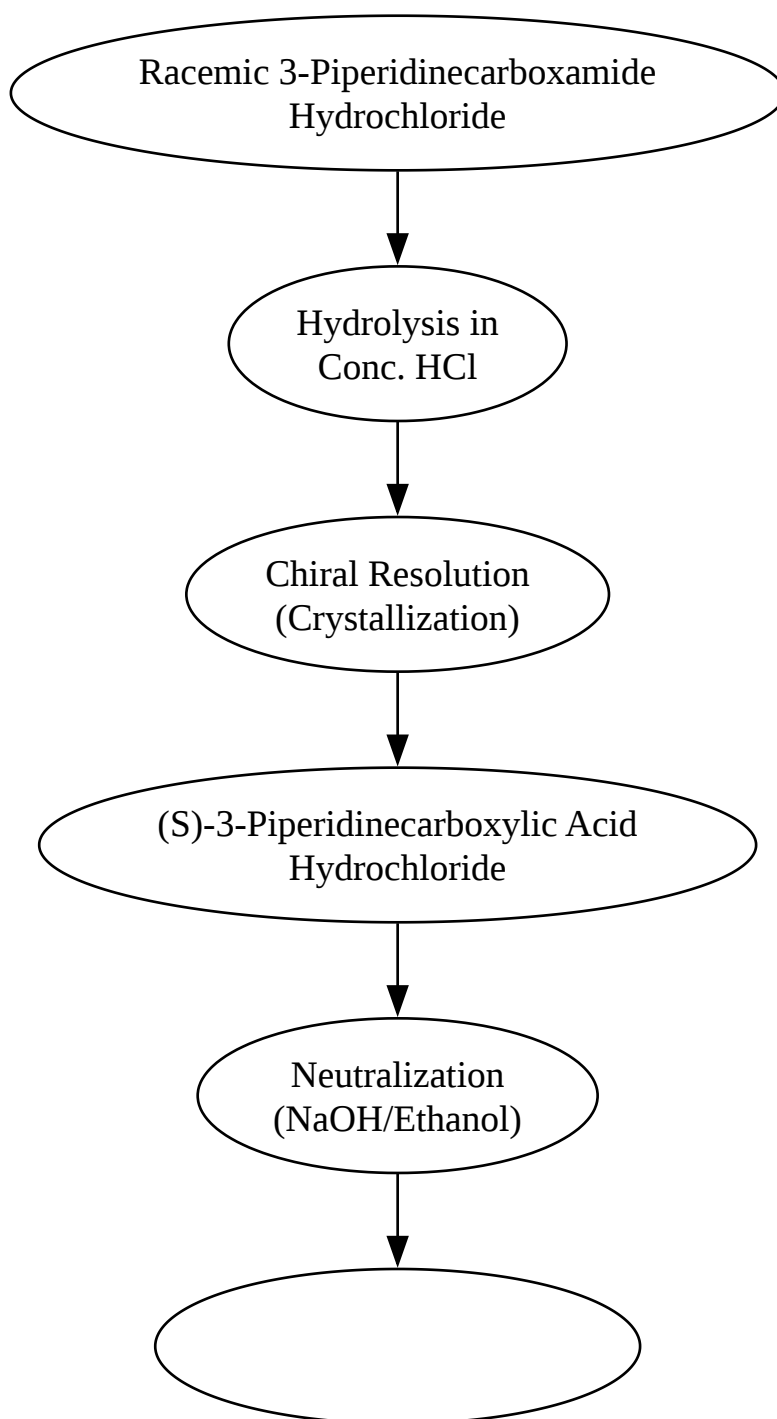 Racemic 3-Piperidinecarboxamide
Hydrochloride
Hydrolysis in
Conc. HCl
Chiral Resolution
(Crystallization)
(S)-3-Piperidinecarboxylic Acid
Hydrochloride
Neutralization
(NaOH/Ethanol)